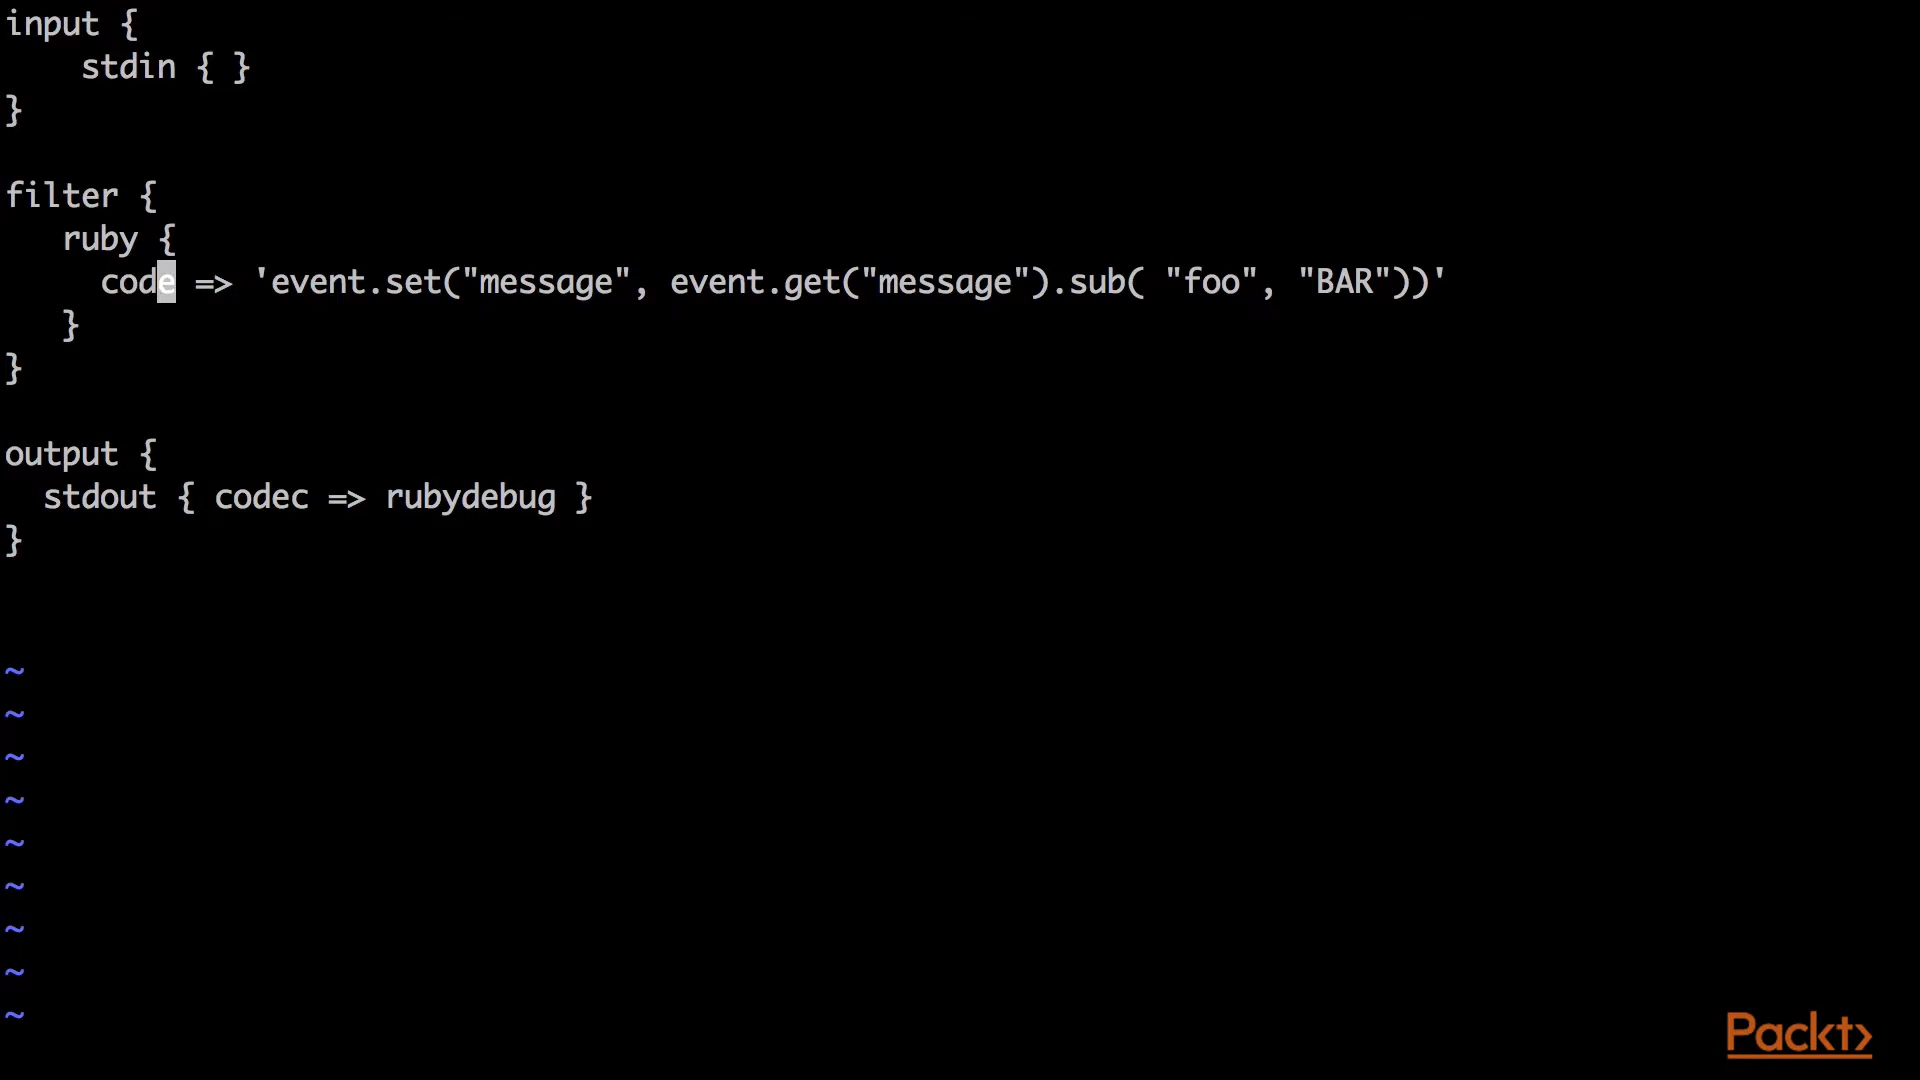 input {
    stdin { }
}

filter {
   ruby {
     code => 'event.set("message", event.get("message").sub( "foo", "BAR"))'
   }
}

output {
  stdout { codec => rubydebug }
}
~
~
~
~
~
~
~
~
~
Packt>